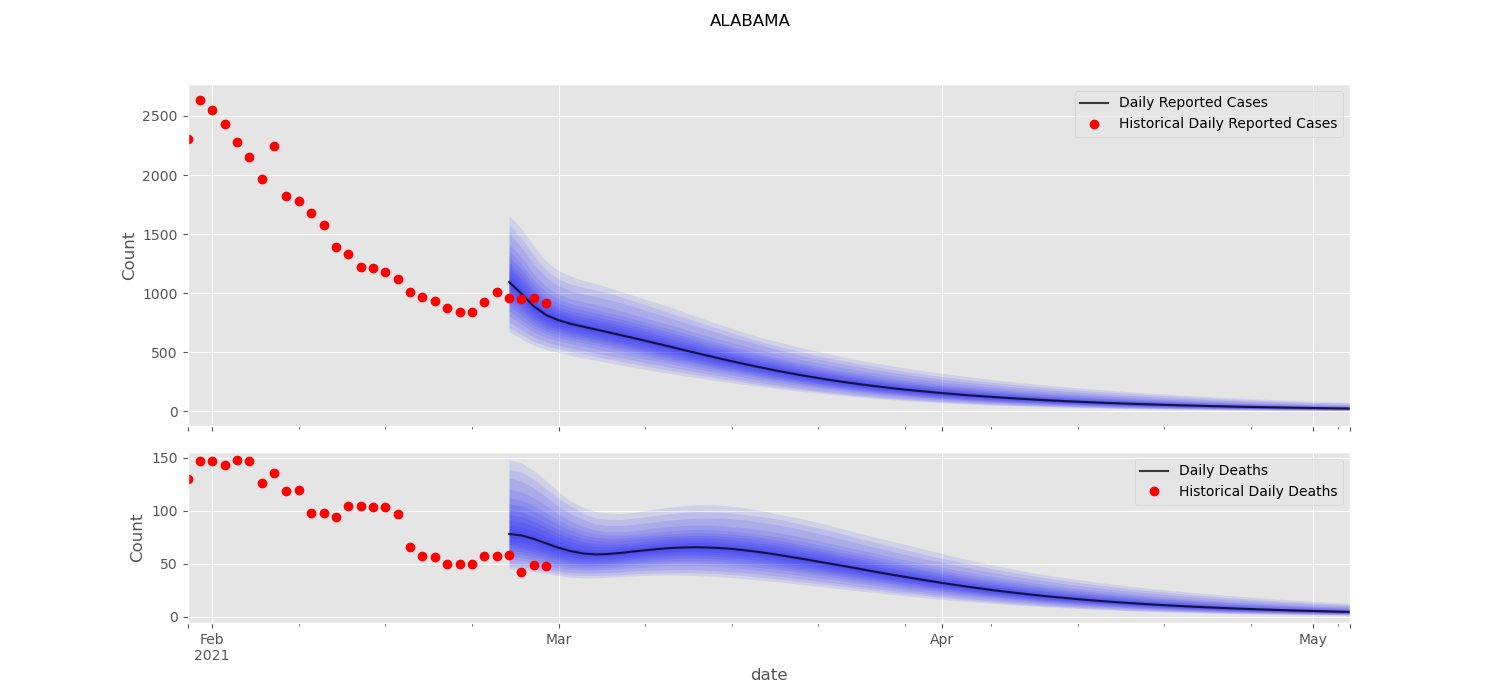 ALABAMA
Daily Reported Cases
Historical Daily Reported Cases
2500
2000
1500
1000
500
0
Count
Daily Deaths
Historical Daily Deaths
150
100
50
0
Count
Feb
2021
Mar
Apr
May
date